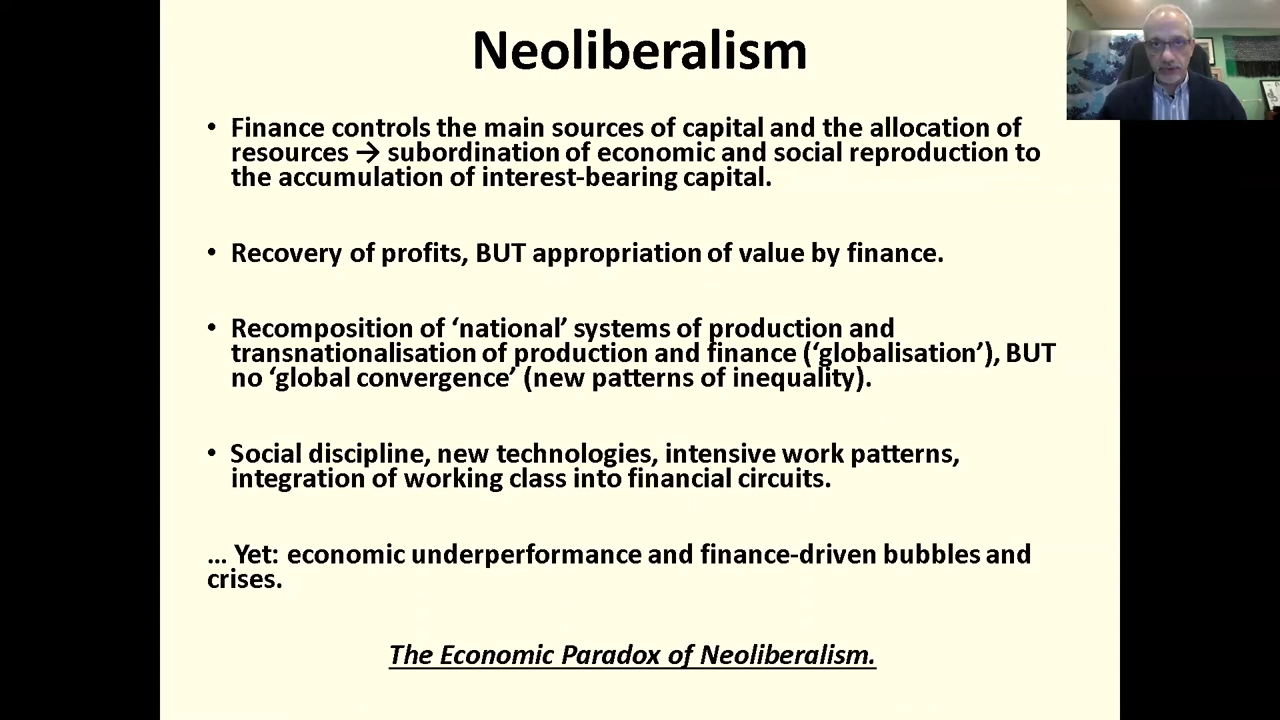 Neoliberalism
• Finance controls the main sources of capital and the allocation of
resources → subordination of economic and social reproduction to
the accumulation of interest-bearing capital.
• Recovery of profits, BUT appropriation of value by finance.
• Recomposition of ‘national’ systems of production and
transnationalisation of production and finance (‘globalisation’), BUT
no ‘global convergence’ (new patterns of inequality).
• Social discipline, new technologies, intensive work patterns,
integration of working class into financial circuits.
… Yet: economic underperformance and finance-driven bubbles and
crises.
The Economic Paradox of Neoliberalism.